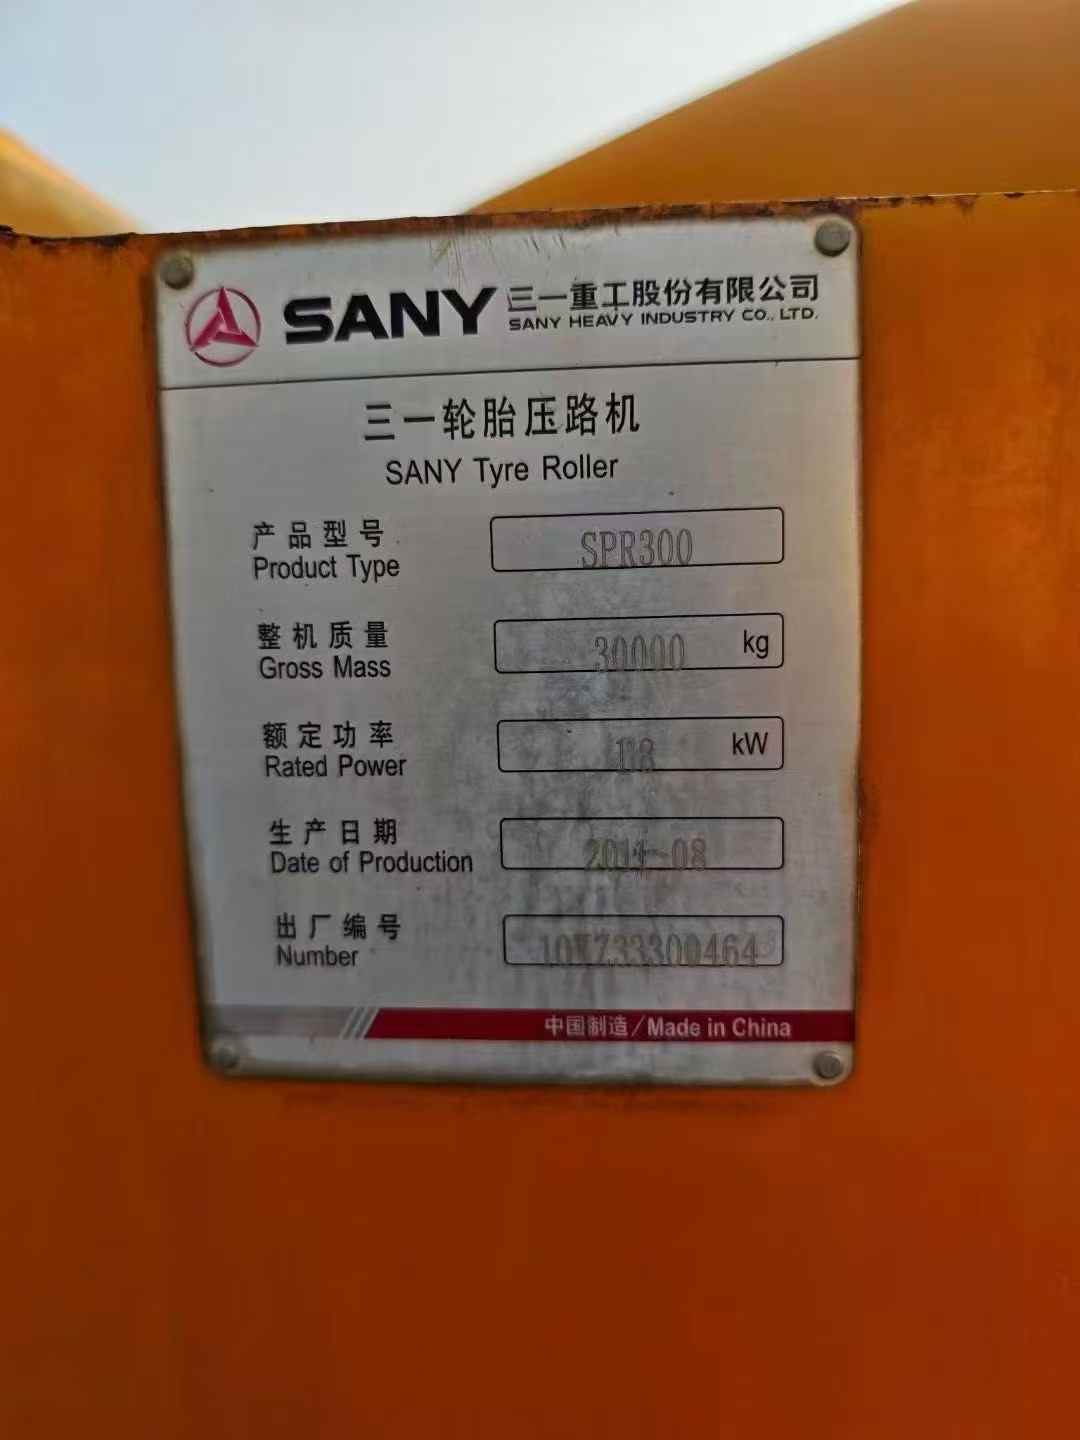 SANY 三一重工股份有限公司
SANY HEAVY INDUSTRY CO., LTD.
三一轮胎压路机
SANY Tyre Roller
产品型号 SPR300
Product Type
整机质量 30000 kg
Gross Mass
额定功率 kW
Rated Power
生产日期
Date of Production
出厂编号
Number
中国制造/Made in China